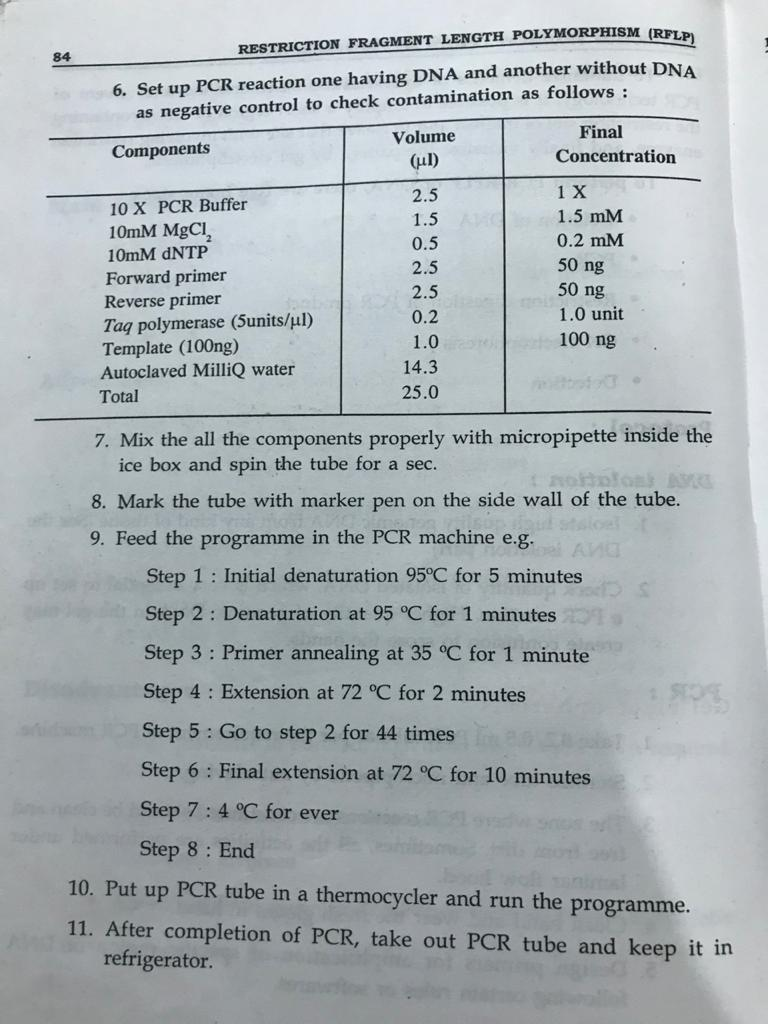 84
RESTRICTION FRAGMENT LENGTH POLYMORPHISM (RFLP)
6. Set up PCR reaction one having DNA and another without DNA
as negative control to check contamination as follows :
Components Volume (µl) Final Concentration
10 X PCR Buffer 2.5 1 X
10mM MgCl2 1.5 1.5 mM
10mM dNTP 0.5 0.2 mM
Forward primer 2.5 50 ng
Reverse primer 2.5 50 ng
Taq polymerase (5units/µl) 0.2 1.0 unit
Template (100ng) 1.0 100 ng
Autoclaved MilliQ water 14.3
Total 25.0
7. Mix the all the components properly with micropipette inside the
ice box and spin the tube for a sec.
8. Mark the tube with marker pen on the side wall of the tube.
9. Feed the programme in the PCR machine e.g.
Step 1 : Initial denaturation 95ºC for 5 minutes
Step 2 : Denaturation at 95 ºC for 1 minutes
Step 3 : Primer annealing at 35 ºC for 1 minute
Step 4 : Extension at 72 ºC for 2 minutes
Step 5 : Go to step 2 for 44 times
Step 6 : Final extension at 72 ºC for 10 minutes
Step 7 : 4 ºC for ever
Step 8 : End
10. Put up PCR tube in a thermocycler and run the programme.
11. After completion of PCR, take out PCR tube and keep it in
refrigerator.